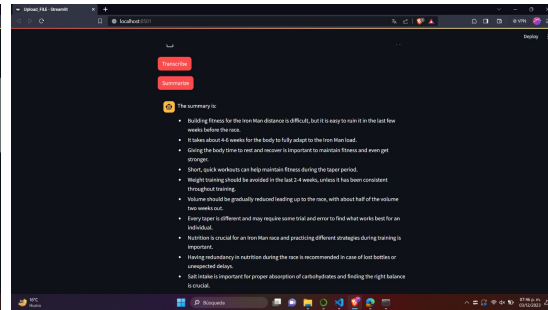 Upload_FILE · Streamlit
localhost:8501
VPN
Deploy
Transcribe
Summarize
The summary is:
Building fitness for the Iron Man distance is difficult, but it is easy to ruin it in the last few
weeks before the race.
It takes about 4-6 weeks for the body to fully adapt to the Iron Man load.
Giving the body time to rest and recover is important to maintain fitness and even get
stronger.
Short, quick workouts can help maintain fitness during the taper period.
Weight training should be avoided in the last 2-4 weeks, unless it has been consistent
throughout training.
Volume should be gradually reduced leading up to the race, with about half of the volume
two weeks out.
Every taper is different and may require some trial and error to find what works best for an
individual.
Nutrition is crucial for an Iron Man race and practicing different strategies during training is
important.
Having redundancy in nutrition during the race is recommended in case of lost bottles or
unexpected delays.
Salt intake is important for proper absorption of carbohydrates and finding the right balance
is crucial.
Búsqueda
03/12/2023